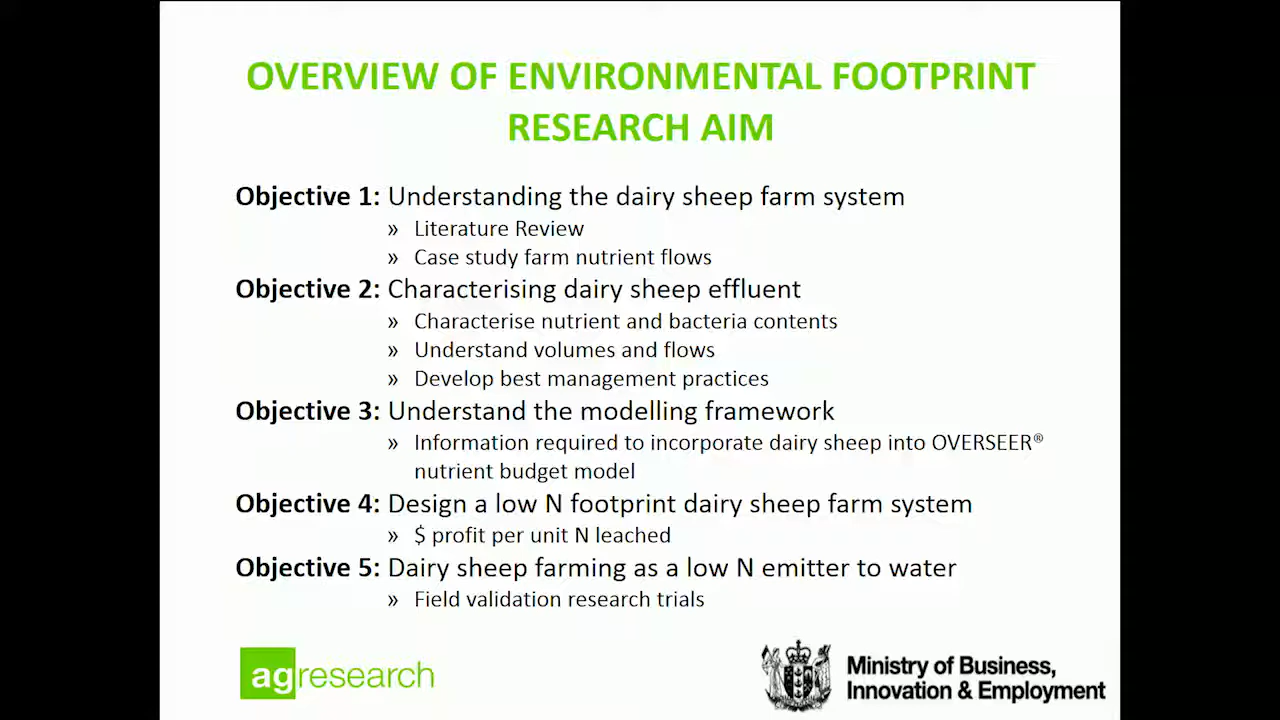 OVERVIEW OF ENVIRONMENTAL FOOTPRINT
RESEARCH AIM
Objective 1: Understanding the dairy sheep farm system
» Literature Review
» Case study farm nutrient flows
Objective 2: Characterising dairy sheep effluent
» Characterise nutrient and bacteria contents
» Understand volumes and flows
» Develop best management practices
Objective 3: Understand the modelling framework
» Information required to incorporate dairy sheep into OVERSEER®
nutrient budget model
Objective 4: Design a low N footprint dairy sheep farm system
» $ profit per unit N leached
Objective 5: Dairy sheep farming as a low N emitter to water
» Field validation research trials
agresearch
Ministry of Business,
Innovation & Employment